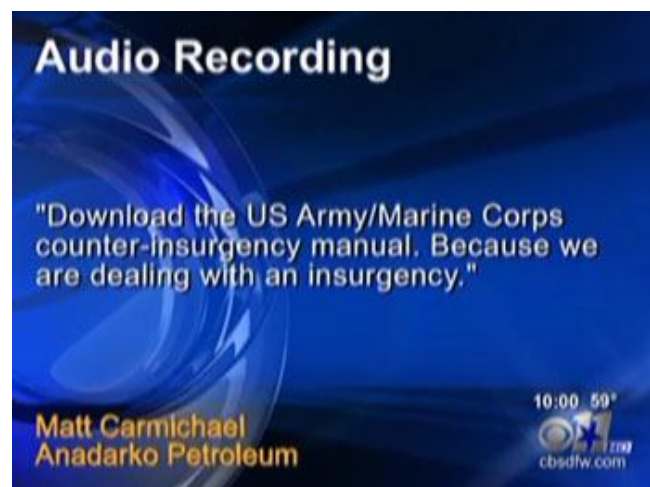 Audio Recording
"Download the US Army/Marine Corps
counter-insurgency manual. Because we
are dealing with an insurgency."
Matt Carmichael
Anadarko Petroleum
10:00 59°
11
cbsdfw.com